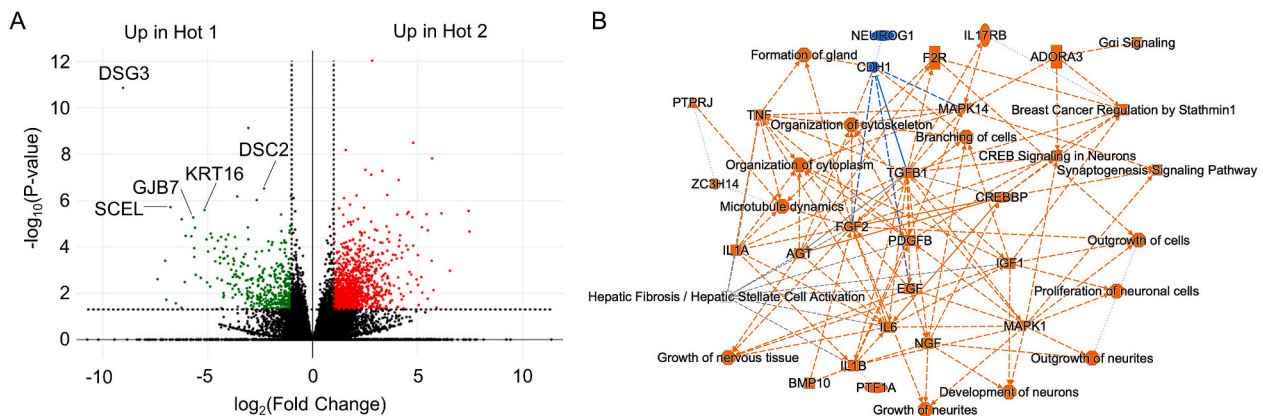 A
Up in Hot 1
Up in Hot 2
-log10(P-value)
12
10
8
6
4
2
0
DSG3
DSC2
KRT16
GJB7
SCEL
-10
-5
0
5
10
log2(Fold Change)
B
NEUROG1
IL17RB
Gαi Signaling
Formation of gland
CDH1
F2R
ADORA3
PTPRJ
TNF
MAPK14
Breast Cancer Regulation by Stathmin1
Organization of cytoskeleton
Branching of cells
Organization of cytoplasm
CREB Signaling in Neurons
TGFB1
Synaptogenesis Signaling Pathway
ZC3H14
Microtubule dynamics
CREBBP
FGF2
IL1A
AGT
PDGFB
Outgrowth of cells
IGF1
Hepatic Fibrosis / Hepatic Stellate Cell Activation
EGF
Proliferation of neuronal cells
IL6
MAPK1
NGF
Growth of nervous tissue
IL1B
Outgrowth of neurites
BMP10
PTF1A
Development of neurons
Growth of neurites